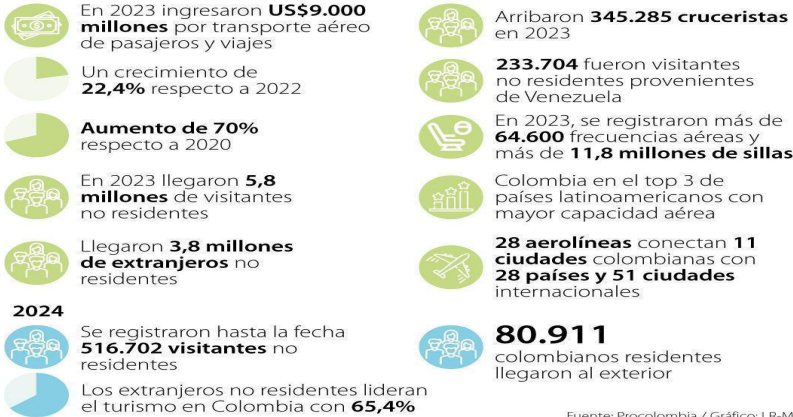 En 2023 ingresaron US$9.000
millones por transporte aéreo
de pasajeros y viajes
Un crecimiento de
22,4% respecto a 2022
Aumento de 70%
respecto a 2020
En 2023 llegaron 5,8
millones de visitantes
no residentes
Llegaron 3,8 millones
de extranjeros no
residentes
Arribaron 345.285 cruceristas
en 2023
233.704 fueron visitantes
no residentes provenientes
de Venezuela
En 2023, se registraron más de
64.600 frecuencias aéreas y
más de 11,8 millones de sillas
Colombia en el top 3 de
países latinoamericanos con
mayor capacidad aérea
28 aerolíneas conectan 11
ciudades colombianas con
28 países y 51 ciudades
internacionales
2024
Se registraron hasta la fecha
516.702 visitantes no
residentes
Los extranjeros no residentes lideran
el turismo en Colombia con 65,4%
80.911
colombianos residentes
llegaron al exterior
Fuente: Procolombia / Gráfico: LR-M